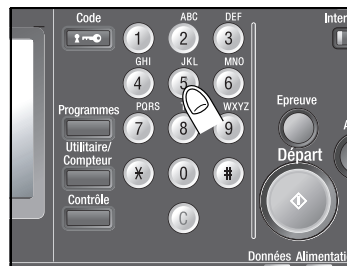 Code
ABC
DEF
Inter
1
2
3
GHI
JKL
MNO
4
5
6
Programmes
PQRS
WXYZ
Epreuve
7
8
9
Utilitaire/
Compteur
Départ
*
0
#
Contrôle
C
Données
Alimentati